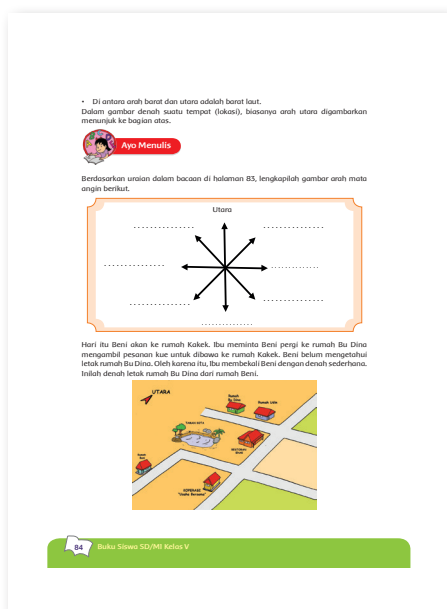 • Di antara arah barat dan utara adalah barat laut.
Dalam gambar denah suatu tempat (lokasi), biasanya arah utara digambarkan
menunjuk ke bagian atas.
Ayo Menulis
Berdasarkan uraian dalam bacaan di halaman 83, lengkapilah gambar arah mata
angin berikut.
Utara
Hari itu Beni akan ke rumah Kakek. Ibu meminta Beni pergi ke rumah Bu Dina
mengambil pesanan kue untuk dibawa ke rumah Kakek. Beni belum mengetahui
letak rumah Bu Dina. Oleh karena itu, Ibu membekali Beni dengan denah sederhana.
Inilah denah letak rumah Bu Dina dari rumah Beni.
UTARA
Rumah
Bu Dina
Rumah Udin
TAMAN KOTA
KOPERASI
"Usaha Bersama"
84 Buku Siswa SD/MI Kelas V